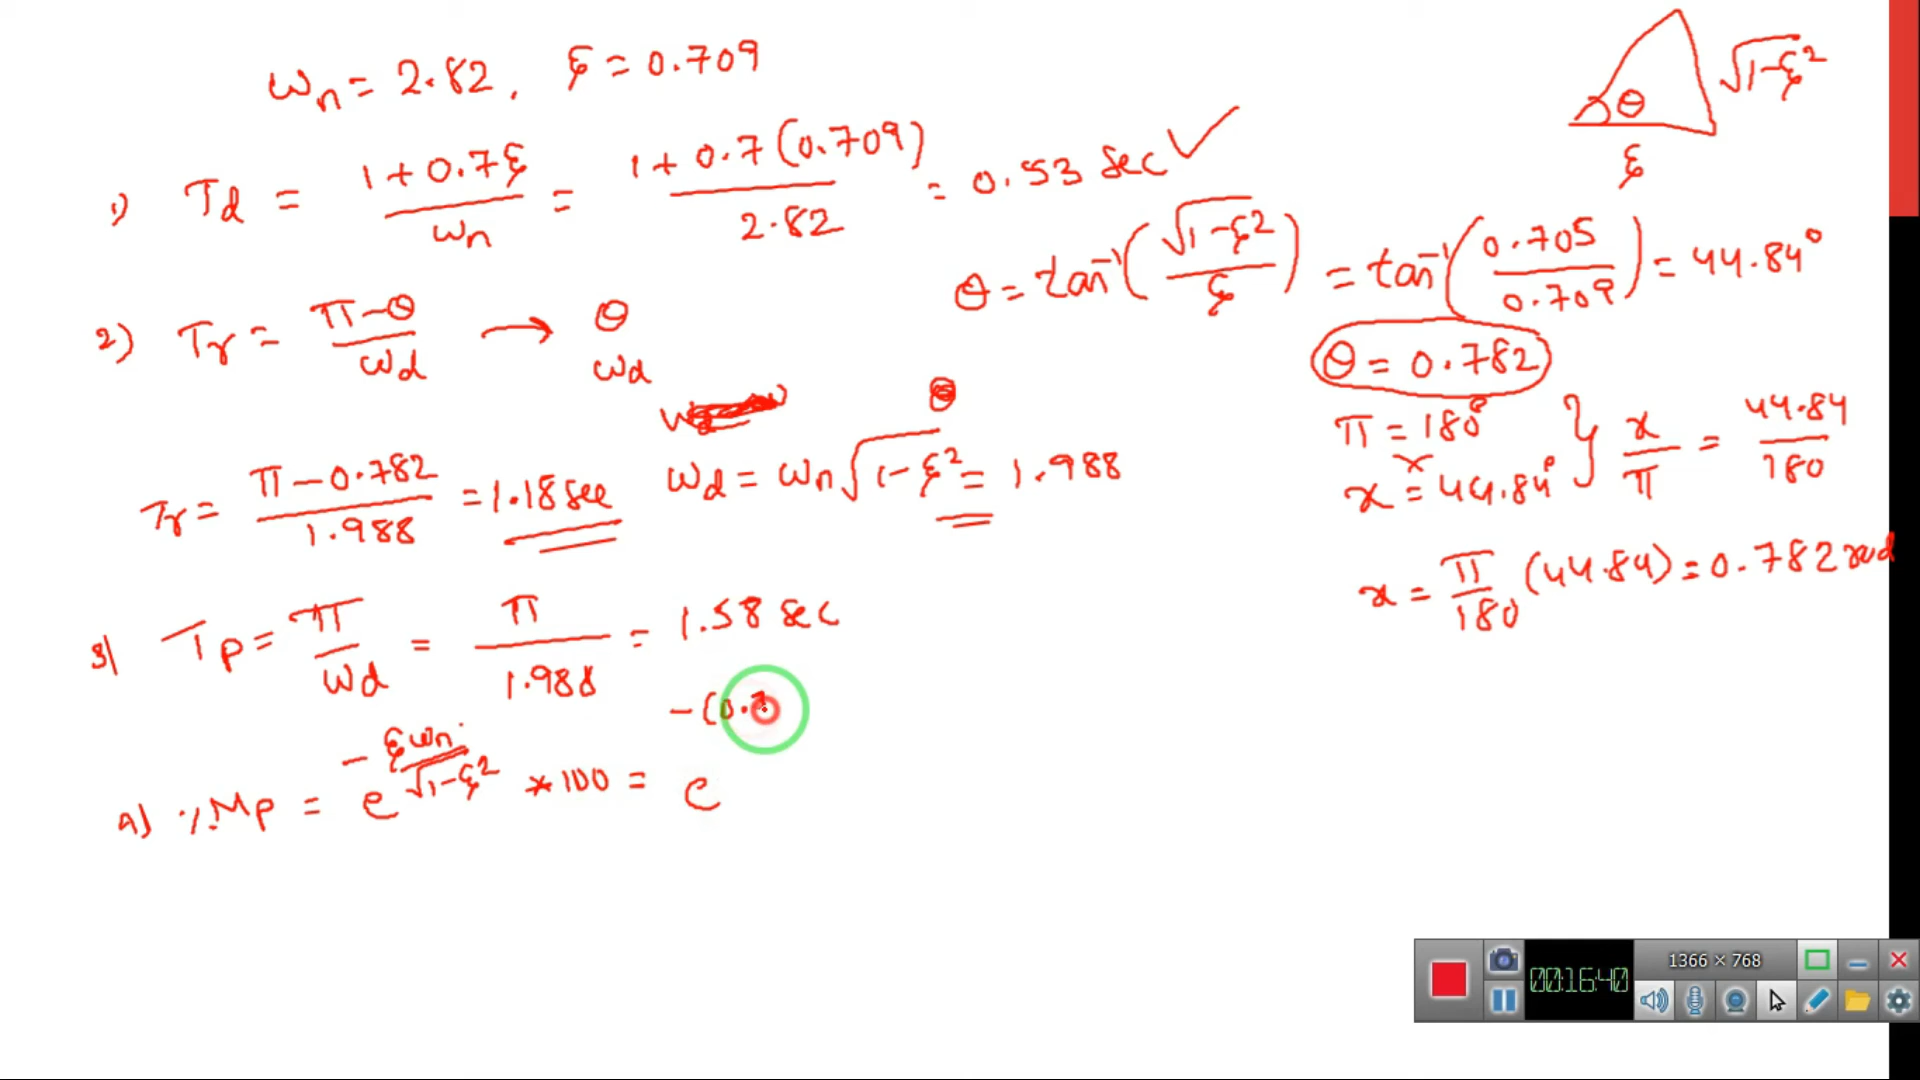 ωn = 2.82, ξ = 0.709
√1-ξ²
θ
ξ
1) Td = 1+0.7ξ / ωn = 1+0.7(0.709) / 2.82 = 0.53 sec ✓
θ = tan⁻¹(√1-ξ² / ξ) = tan⁻¹(0.705 / 0.709) = 44.84°
2) Tr = π-θ / ωd → θ
ωd
θ = 0.782
π = 180°
x = 44.84° } x / π = 44.84 / 180
Tr = π-0.782 / 1.988 = 1.18 sec
ωd = ωn√1-ξ² = 1.988
x = π / 180 (44.84) = 0.782 rad
3) Tp = π / ωd = π / 1.988 = 1.58 sec
4) %Mp = e^(-ξωn / √1-ξ²) * 100 = e^(-(0.7
1366 × 768
00:16:40